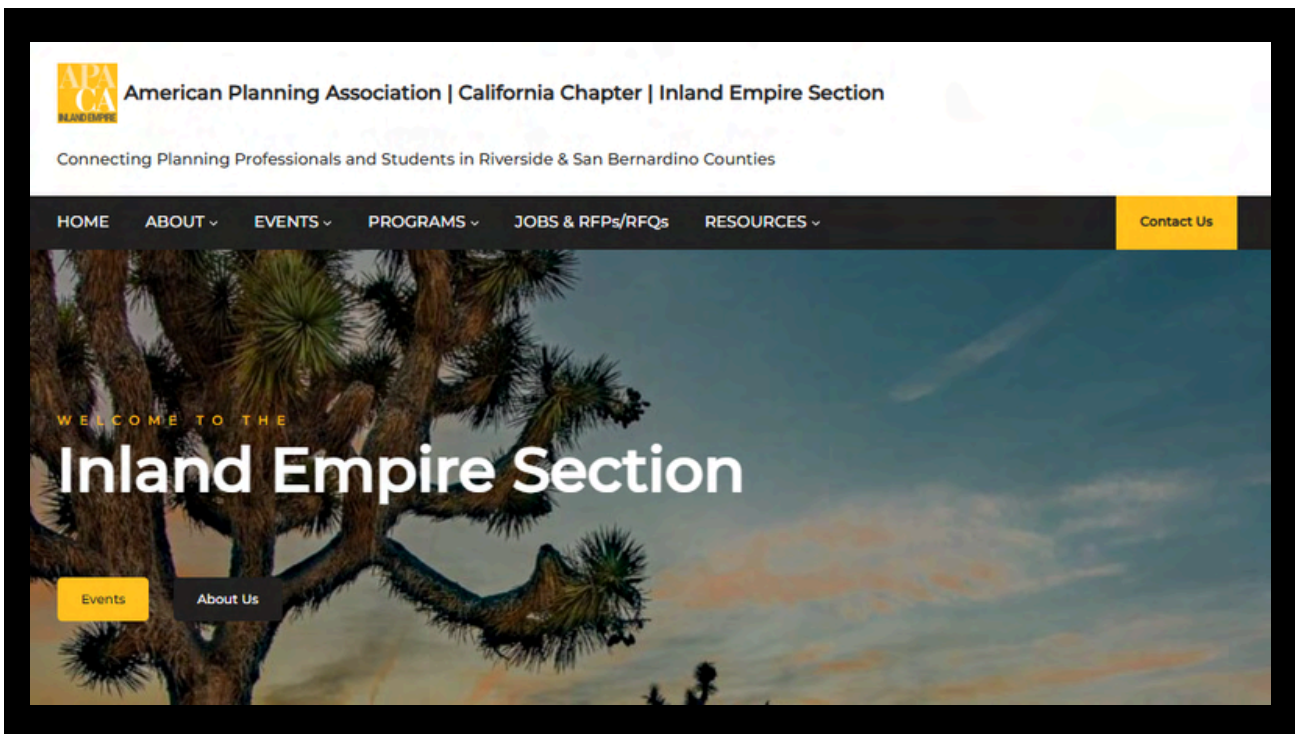 APA
CA
INLAND EMPIRE
American Planning Association | California Chapter | Inland Empire Section
Connecting Planning Professionals and Students in Riverside & San Bernardino Counties
HOME ABOUT EVENTS PROGRAMS JOBS & RFPs/RFQs RESOURCES Contact Us
WELCOME TO THE
Inland Empire Section
Events About Us